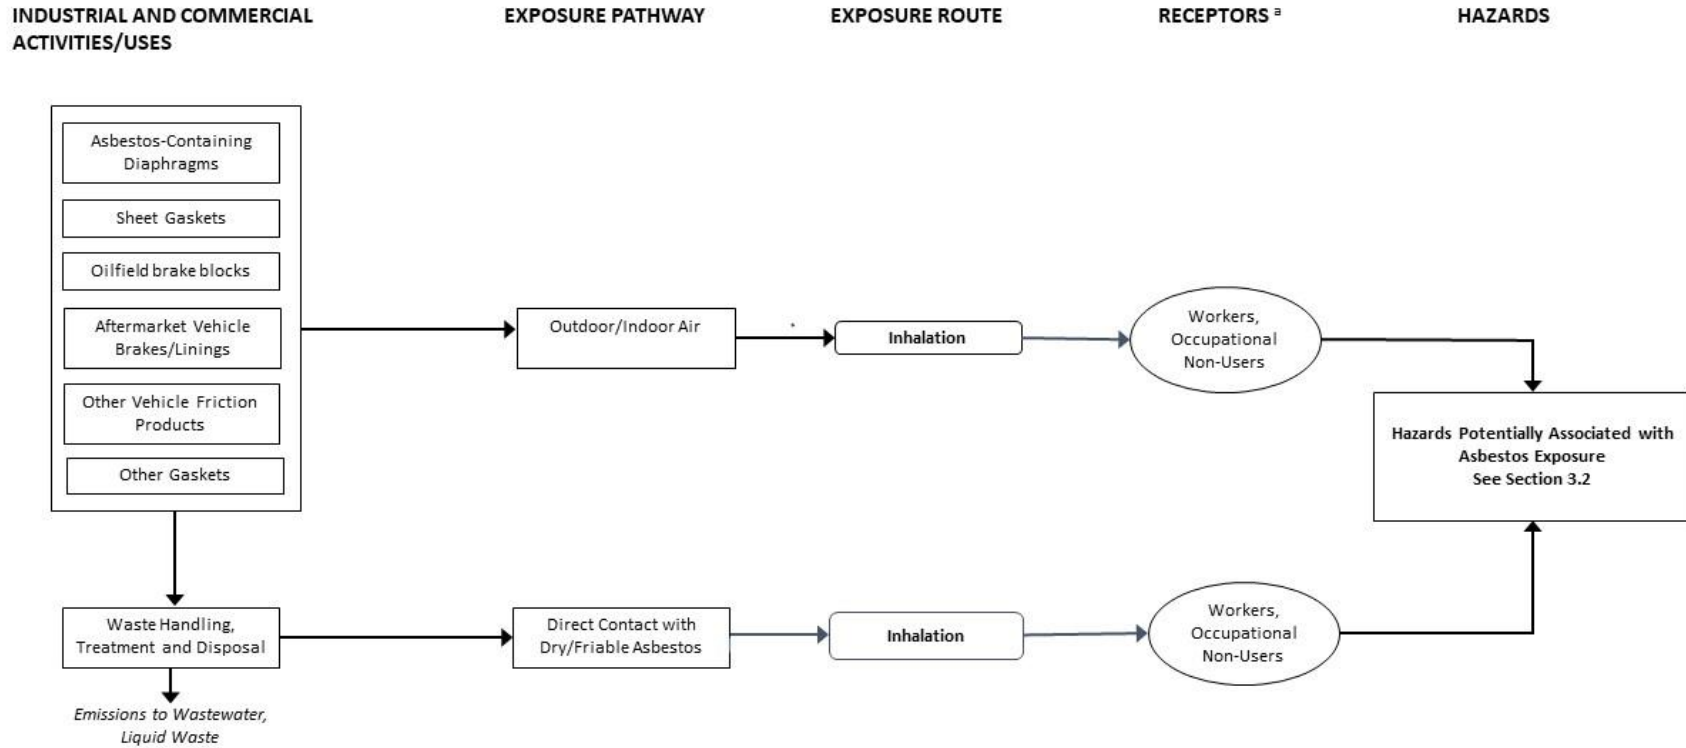 INDUSTRIAL AND COMMERCIAL
ACTIVITIES/USES
EXPOSURE PATHWAY
EXPOSURE ROUTE
RECEPTORS ª
HAZARDS
Asbestos-Containing
Diaphragms
Sheet Gaskets
Oilfield brake blocks
Aftermarket Vehicle
Brakes/Linings
Other Vehicle Friction
Products
Other Gaskets
Outdoor/Indoor Air
Inhalation
Workers,
Occupational
Non-Users
Hazards Potentially Associated with
Asbestos Exposure
See Section 3.2
Waste Handling,
Treatment and Disposal
Direct Contact with
Dry/Friable Asbestos
Inhalation
Workers,
Occupational
Non-Users
Emissions to Wastewater,
Liquid Waste